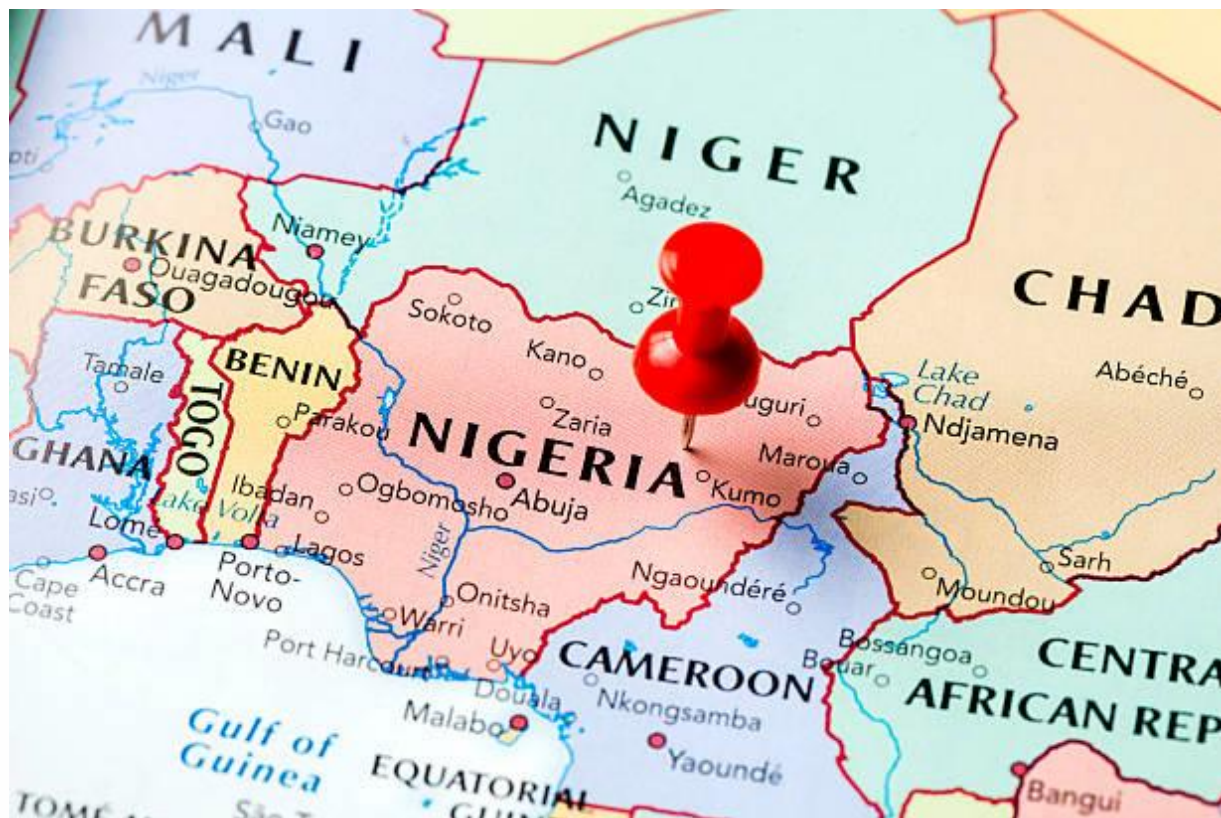 MALI
Niger
Gao
NIGER
Agadez
BURKINA
FASO
Niamey
Ouagadougou
CHAD
Sokoto
Kano
Zaria
uguri
Lake
Chad
Abéché
Ndjamena
Maroua
Tamale
TOGO
BENIN
Parakou
NIGERIA
Kumo
Abuja
GHANA
Ibadan
Ogbomosho
Lake Volta
Lome
Lagos
Niger
Accra
Porto-
Novo
Cape
Coast
Onitsha
Warri
Ngaoundéré
Moundou
Sarh
Port Harcourt
Uyo
CAMEROON
Bossangoa
Bouar
CENTRA
AFRICAN REP
Douala
Malabo
Nkongsamba
Yaoundé
Gulf of
Guinea
EQUATORIAL
GUIN
Bangui